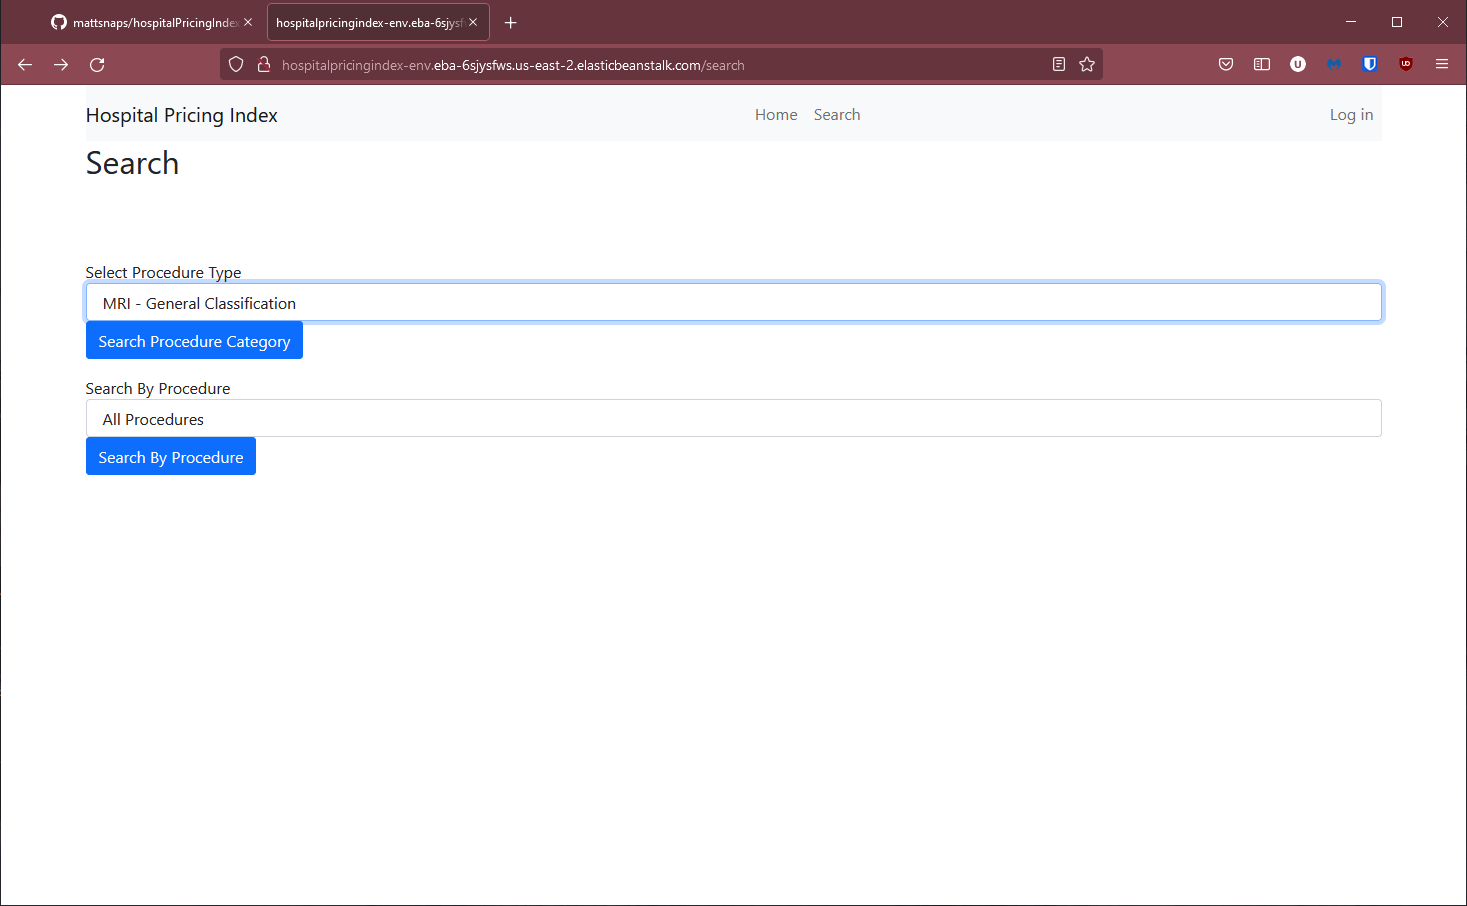 mattsnaps/hospitalPricingInde
hospitalpricingindex-env.eba-6sjysf
hospitalpricingindex-env.eba-6sjysfws.us-east-2.elasticbeanstalk.com/search
Hospital Pricing Index
Home
Search
Log in
Search
Select Procedure Type
MRI - General Classification
Search Procedure Category
Search By Procedure
All Procedures
Search By Procedure